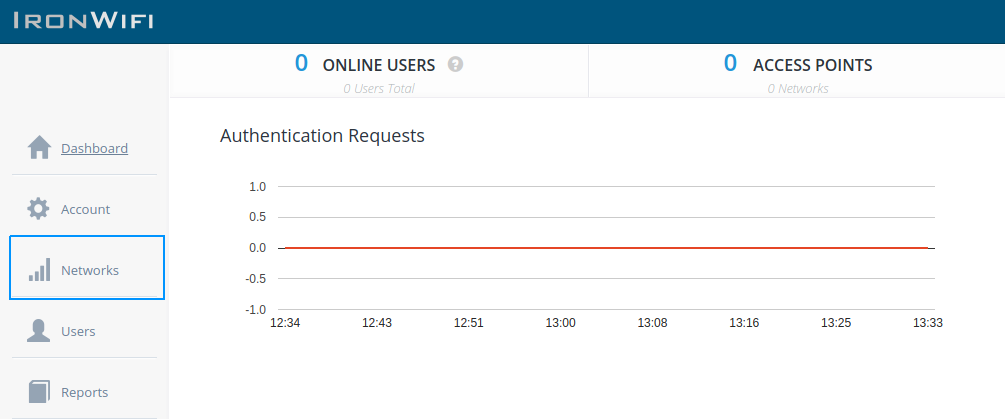 IRONWIFI
0 ONLINE USERS ?
0 Users Total
0 ACCESS POINTS
0 Networks
Dashboard
Account
Networks
Users
Reports
Authentication Requests
1.0
0.5
0.0
-0.5
-1.0
12:34 12:43 12:51 13:00 13:08 13:16 13:25 13:33